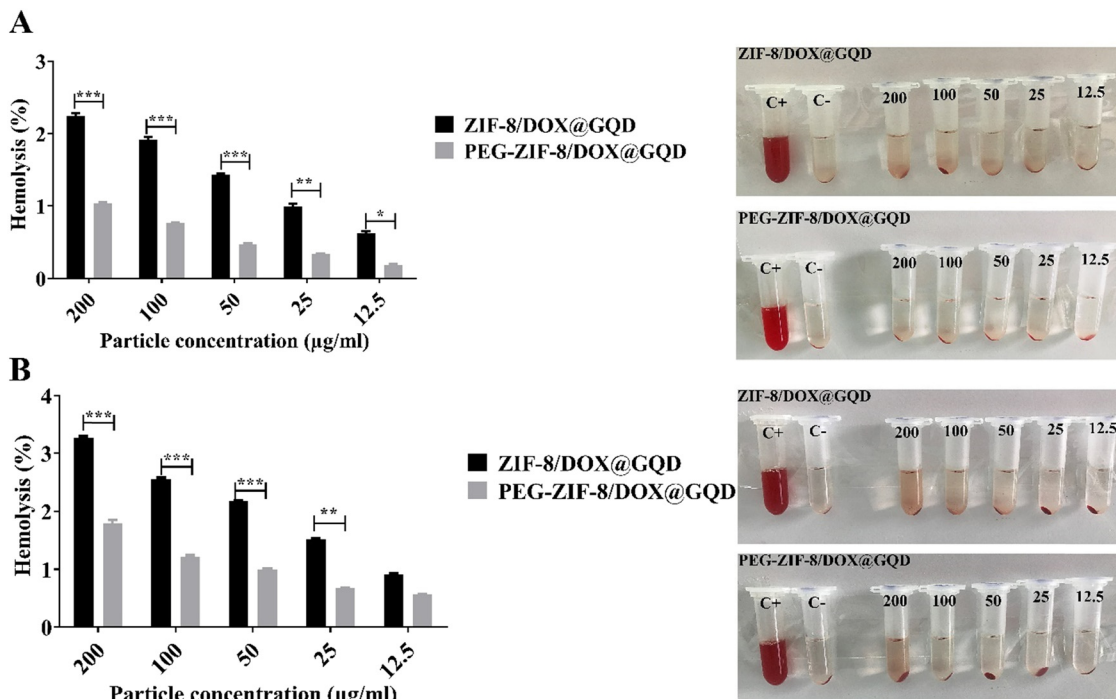 A
3
2
1
0
Hemolysis (%)
***
***
***
**
*
200
100
50
25
12.5
Particle concentration (µg/ml)
ZIF-8/DOX@GQD
PEG-ZIF-8/DOX@GQD
ZIF-8/DOX@GQD
C+ C- 200 100 50 25 12.5
PEG-ZIF-8/DOX@GQD
C+ C- 200 100 50 25 12.5
B
4
3
2
1
0
Hemolysis (%)
***
***
***
**
200
100
50
25
12.5
Particle concentration (µg/ml)
ZIF-8/DOX@GQD
PEG-ZIF-8/DOX@GQD
ZIF-8/DOX@GQD
C+ C- 200 100 50 25 12.5
PEG-ZIF-8/DOX@GQD
C+ C- 200 100 50 25 12.5